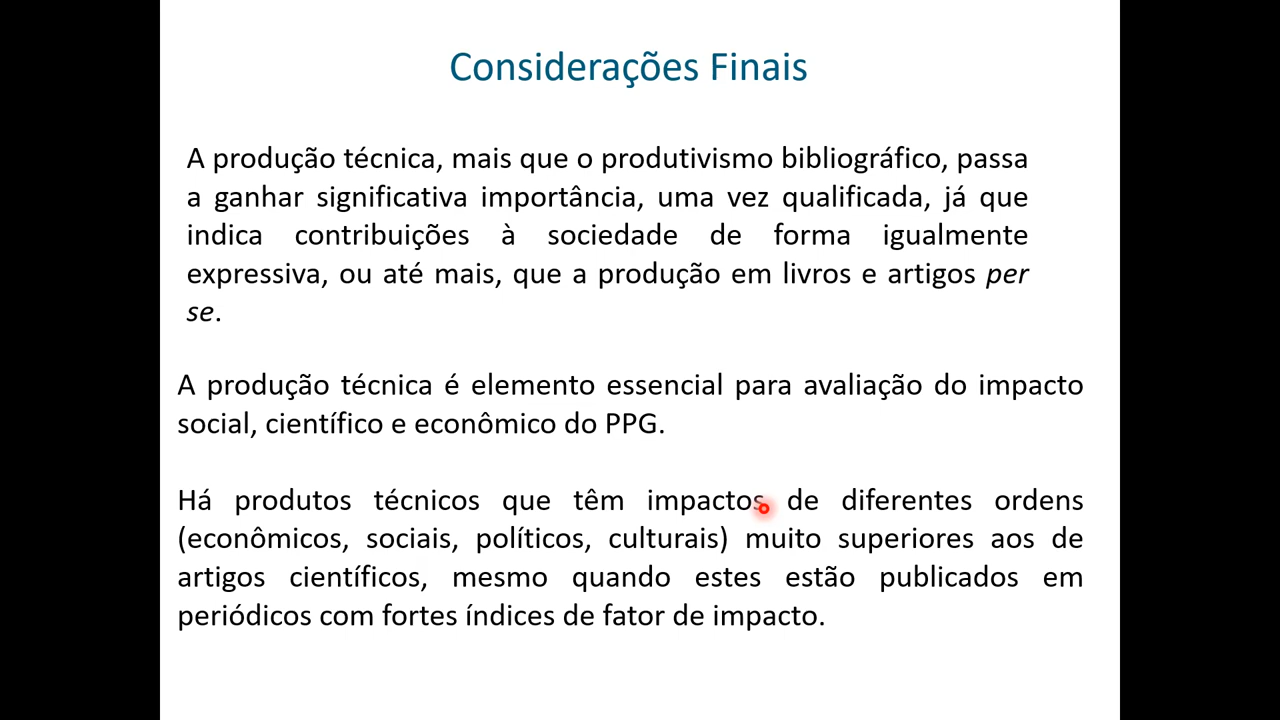 Considerações Finais
A produção técnica, mais que o produtivismo bibliográfico, passa
a ganhar significativa importância, uma vez qualificada, já que
indica contribuições à sociedade de forma igualmente
expressiva, ou até mais, que a produção em livros e artigos per
se.
A produção técnica é elemento essencial para avaliação do impacto
social, científico e econômico do PPG.
Há produtos técnicos que têm impactos de diferentes ordens
(econômicos, sociais, políticos, culturais) muito superiores aos de
artigos científicos, mesmo quando estes estão publicados em
periódicos com fortes índices de fator de impacto.